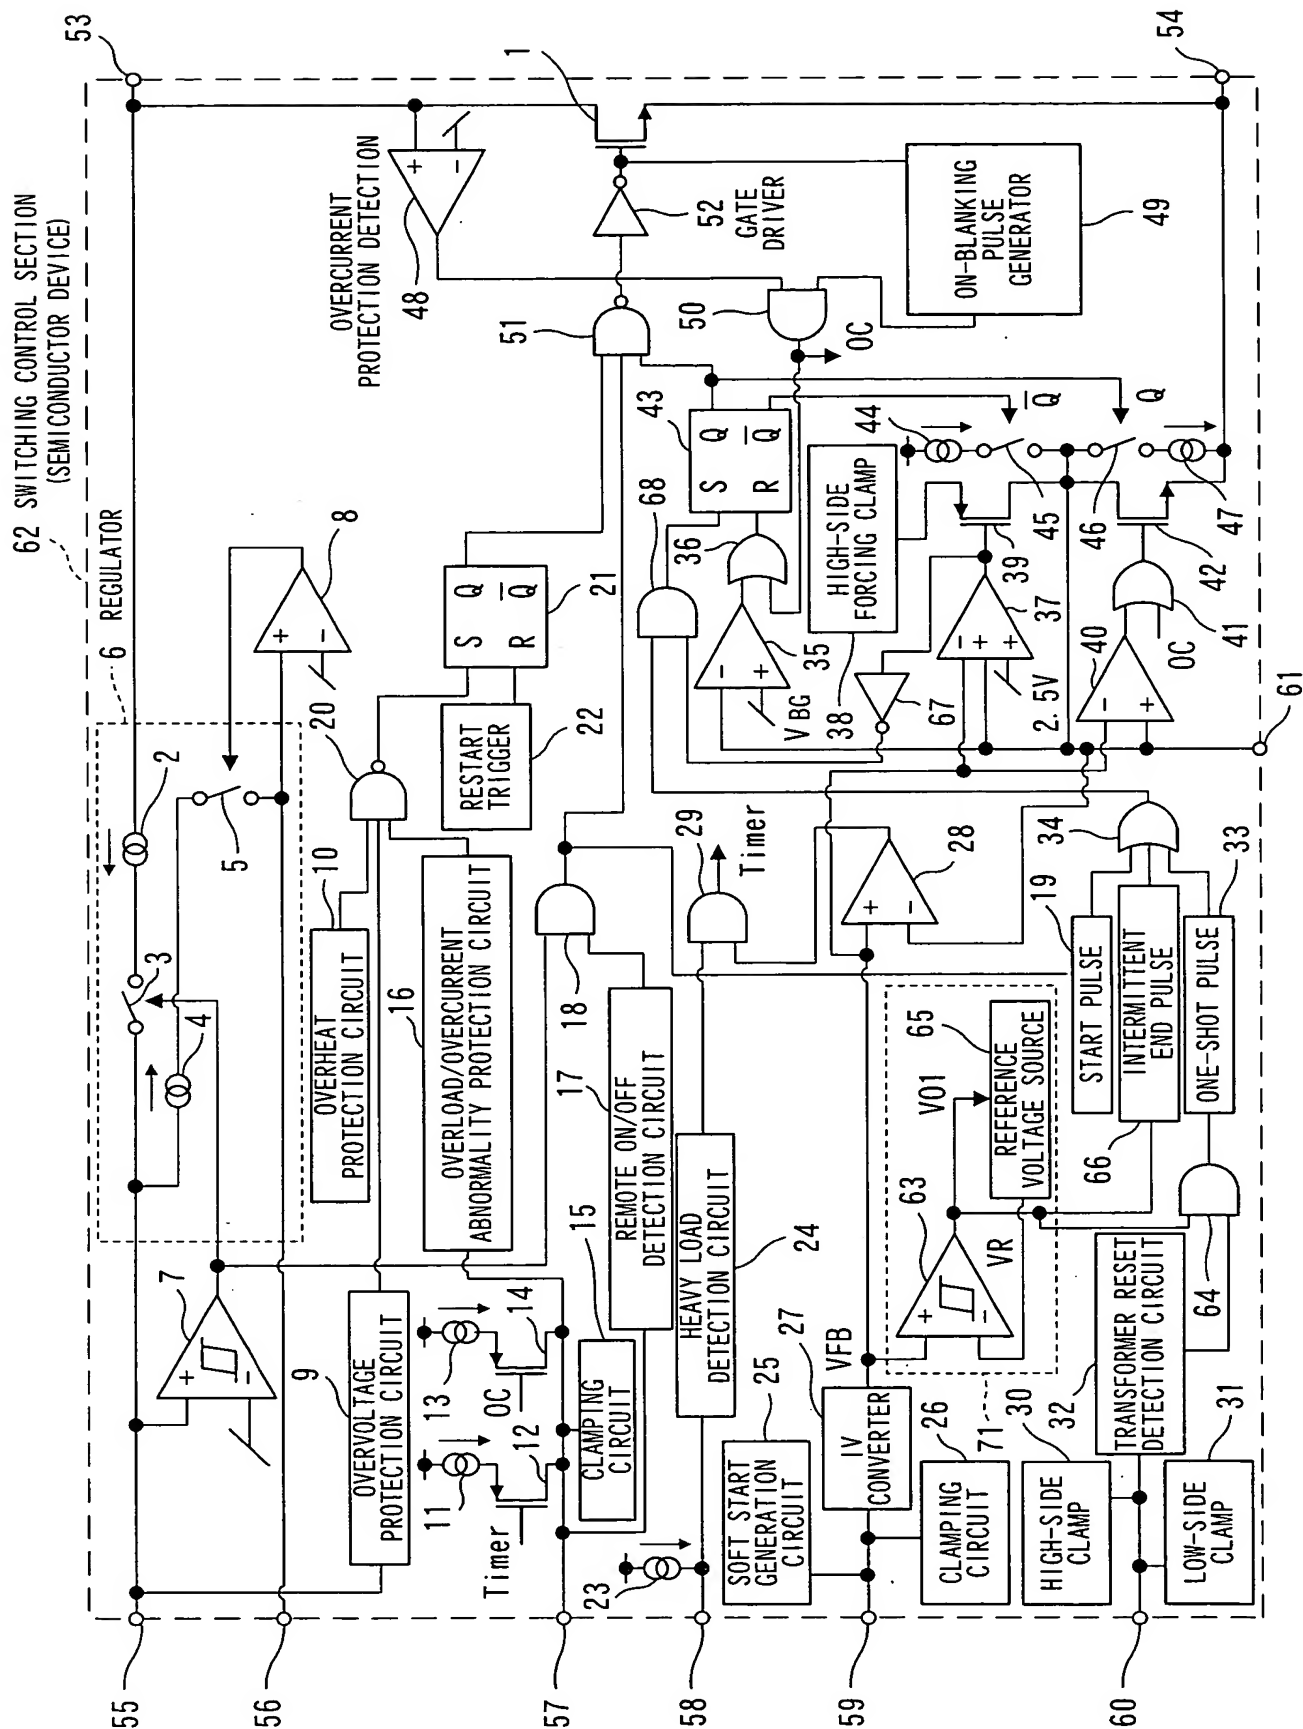 62 SWITCHING CONTROL SECTION
(SEMICONDUCTOR DEVICE)
53
54
55
56
57
58
59
60
61
6 REGULATOR
2
3
4
5
7
+
-
8
+
-
9
OVERVOLTAGE
PROTECTION CIRCUIT
10
OVERHEAT
PROTECTION CIRCUIT
20
16
OVERLOAD/OVERCURRENT
ABNORMALITY PROTECTION CIRCUIT
S Q
R Q̅
21
RESTART
TRIGGER
22
OVERCURRENT
PROTECTION DETECTION
48
+
-
1
52
GATE
DRIVER
51
50
OC
ON-BLANKING
PULSE
GENERATOR
49
11
12
Timer
13
14
OC
15
CLAMPING
CIRCUIT
17
REMOTE ON/OFF
DETECTION CIRCUIT
18
23
HEAVY LOAD
DETECTION CIRCUIT
24
29
Timer
28
+
-
68
43
S Q
R Q̅
36
35
-
+
VBG
HIGH-SIDE
FORCING CLAMP
38
67
37
-
+
+
2.5V
39
44
45
Q̅
46
Q
47
40
-
+
OC
41
42
25
SOFT START
GENERATION
CIRCUIT
27
IV
CONVERTER
VFB
26
CLAMPING
CIRCUIT
71
63
+
-
VO1
VR
65
REFERENCE
VOLTAGE SOURCE
19
START PULSE
INTERMITTENT
END PULSE
66
ONE-SHOT PULSE
33
34
64
30
HIGH-SIDE
CLAMP
32
TRANSFORMER RESET
DETECTION CIRCUIT
31
LOW-SIDE
CLAMP